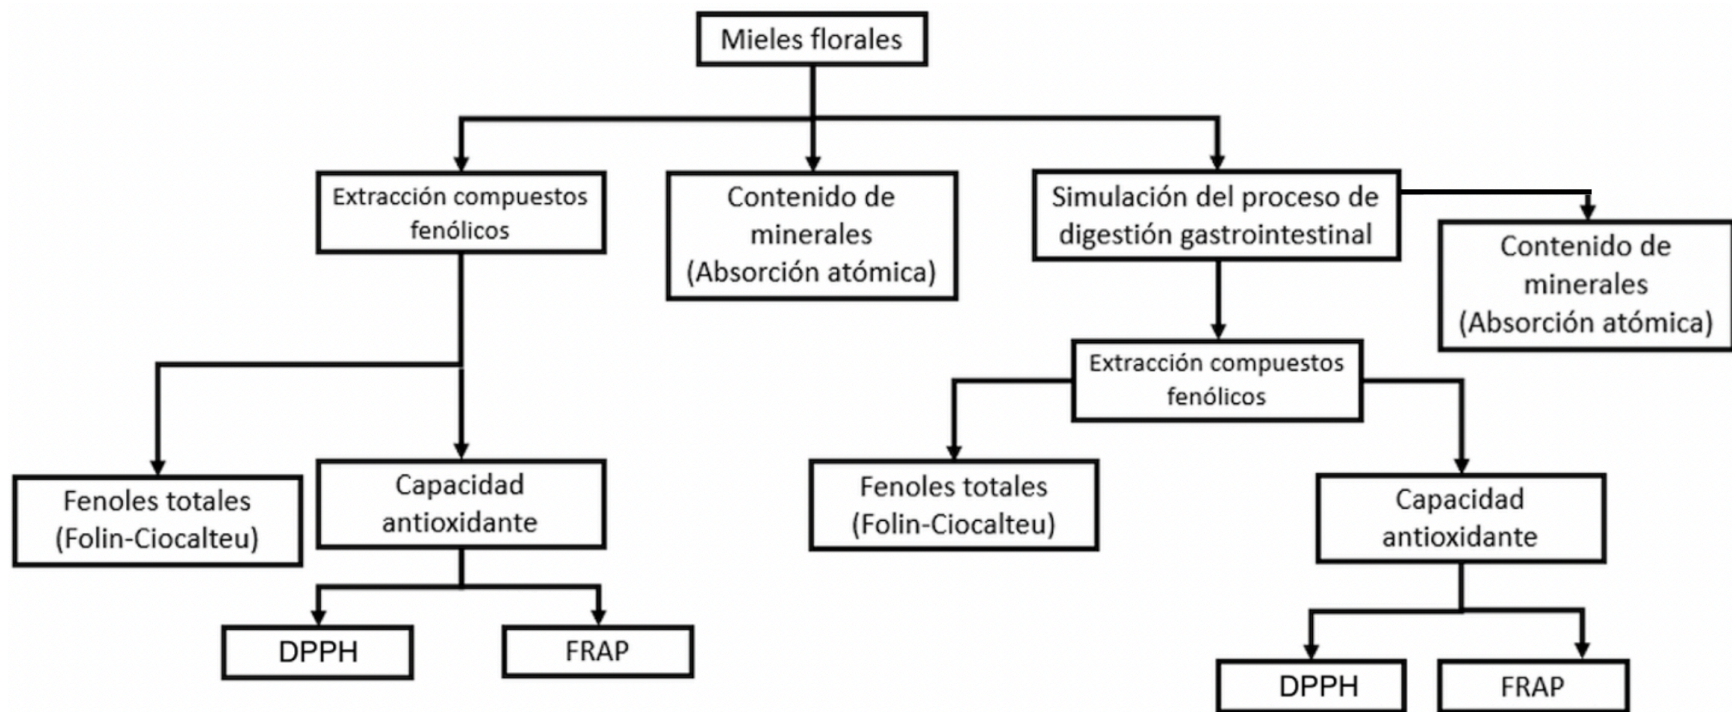 Mieles florales
Extracción compuestos
fenólicos
Contenido de
minerales
(Absorción atómica)
Simulación del proceso de
digestión gastrointestinal
Contenido de
minerales
(Absorción atómica)
Extracción compuestos
fenólicos
Fenoles totales
(Folin-Ciocalteu)
Capacidad
antioxidante
Fenoles totales
(Folin-Ciocalteu)
Capacidad
antioxidante
DPPH
FRAP
DPPH
FRAP